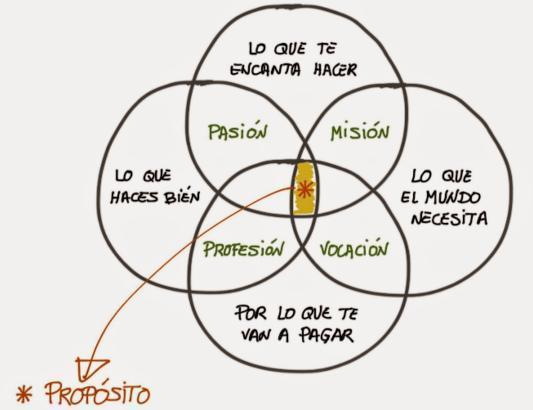 LO QUE TE
ENCANTA HACER
PASIÓN
MISIÓN
LO QUE
HACES BIÉN
LO QUE
EL MUNDO
NECESITA
PROFESIÓN
VOCACIÓN
POR LO QUE TE
VAN A PAGAR
* PROPÓSITO